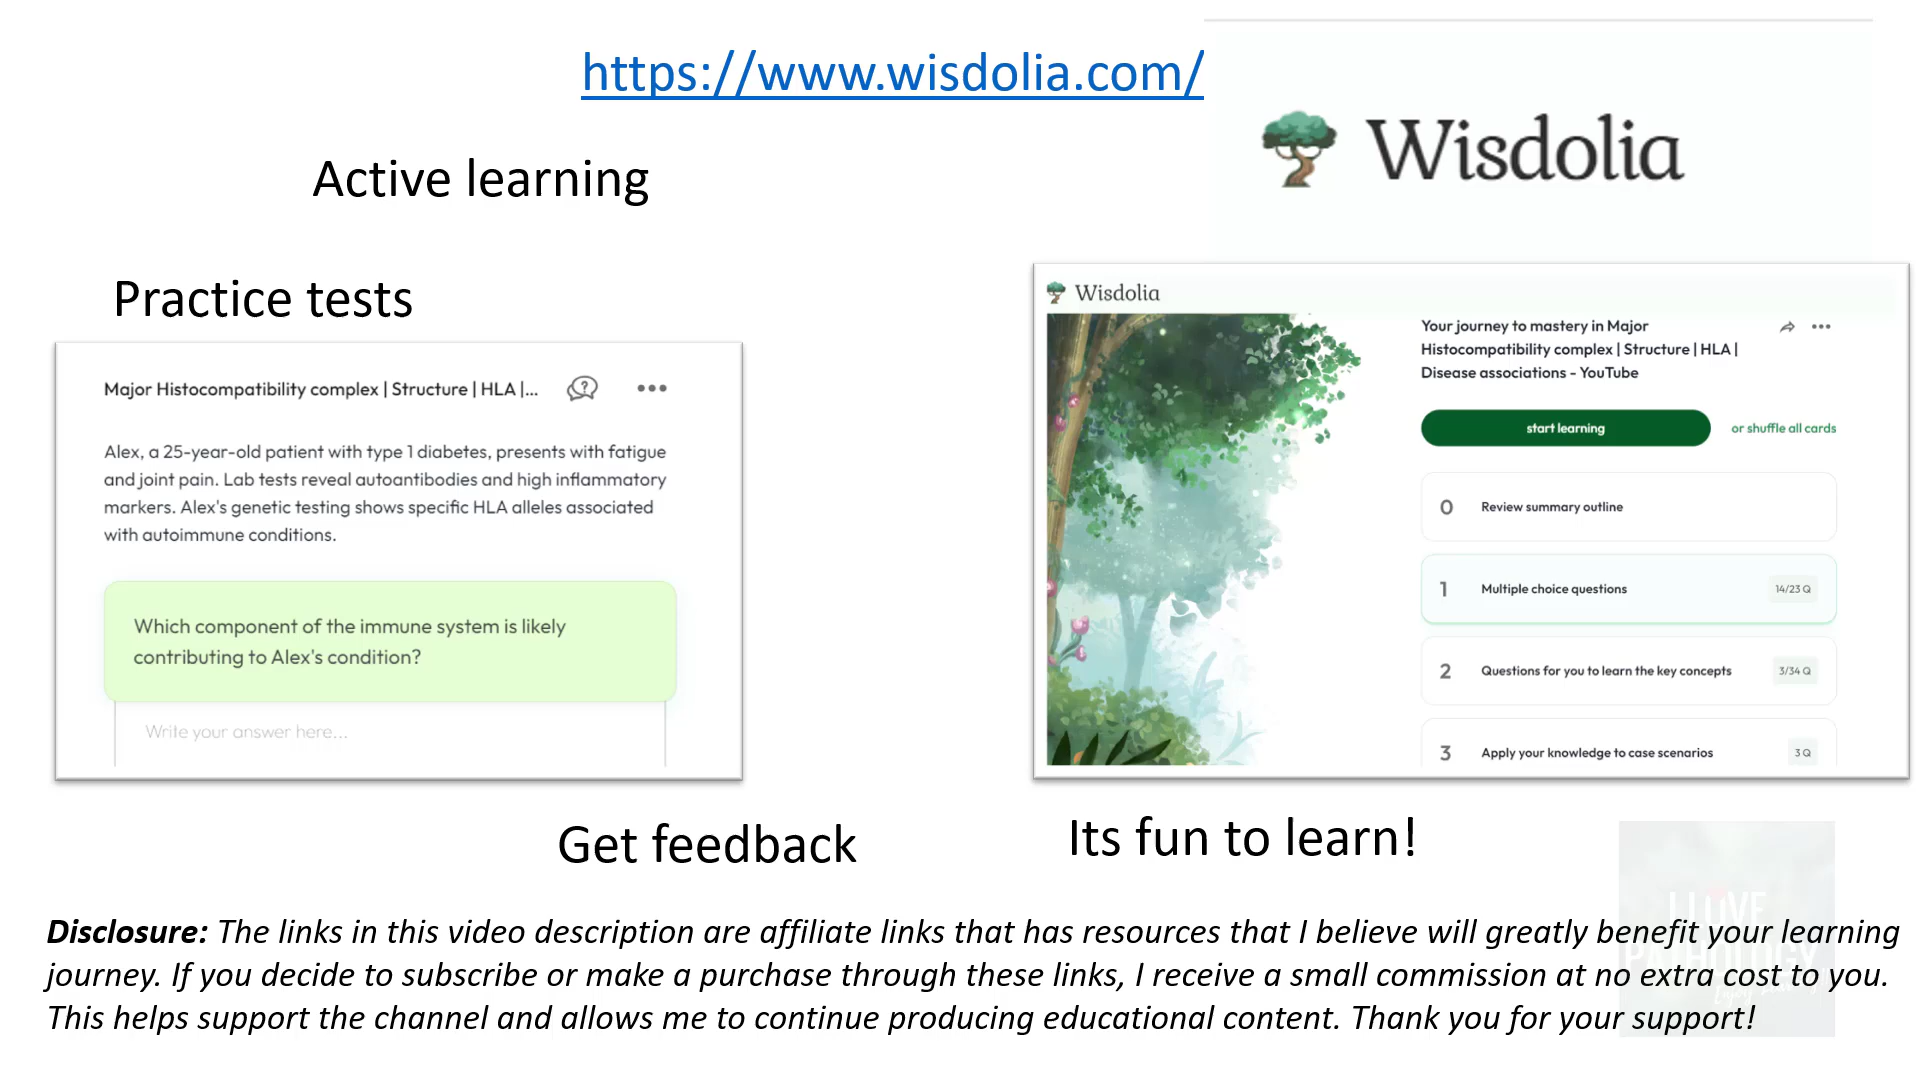 https://www.wisdolia.com/
Wisdolia
Active learning
Practice tests
Major Histocompatibility complex | Structure | HLA |...
Alex, a 25-year-old patient with type 1 diabetes, presents with fatigue
and joint pain. Lab tests reveal autoantibodies and high inflammatory
markers. Alex's genetic testing shows specific HLA alleles associated
with autoimmune conditions.
Which component of the immune system is likely
contributing to Alex's condition?
Write your answer here...
Wisdolia
Your journey to mastery in Major
Histocompatibility complex | Structure | HLA |
Disease associations - YouTube
start learning
or shuffle all cards
0 Review summary outline
1 Multiple choice questions 14/23 Q
2 Questions for you to learn the key concepts 3/34 Q
3 Apply your knowledge to case scenarios 3 Q
Get feedback
Its fun to learn!
Disclosure: The links in this video description are affiliate links that has resources that I believe will greatly benefit your learning
journey. If you decide to subscribe or make a purchase through these links, I receive a small commission at no extra cost to you.
This helps support the channel and allows me to continue producing educational content. Thank you for your support!
I LOVE
PATHOLOGY